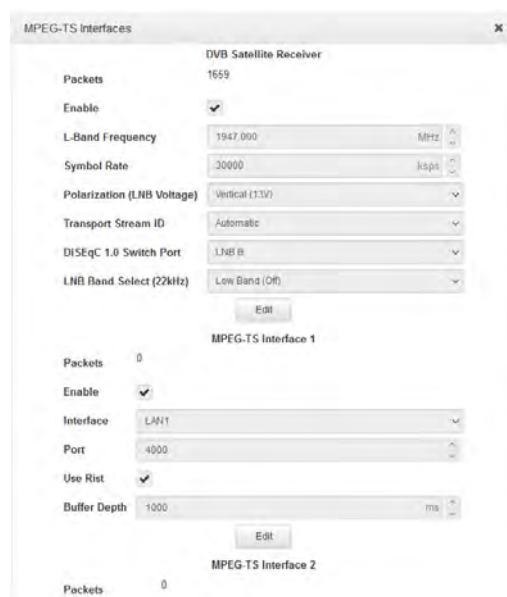 MPEG-TS Interfaces
DVB Satellite Receiver
Packets 1659
Enable
L-Band Frequency 1947.000 MHz
Symbol Rate 30000 ksps
Polarization (LNB Voltage) Vertical (13V)
Transport Stream ID Automatic
DiSEqC 1.0 Switch Port LNB B
LNB Band Select (22kHz) Low Band (Off)
Edit
MPEG-TS Interface 1
Packets 0
Enable
Interface LAN1
Port 4000
Use Rist
Buffer Depth 1000 ms
Edit
MPEG-TS Interface 2
Packets 0